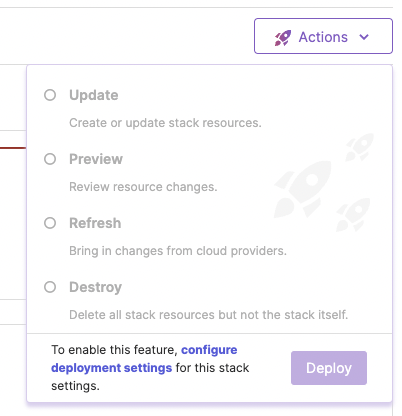 Actions
Update
Create or update stack resources.
Preview
Review resource changes.
Refresh
Bring in changes from cloud providers.
Destroy
Delete all stack resources but not the stack itself.
To enable this feature, configure
deployment settings for this stack
settings.
Deploy